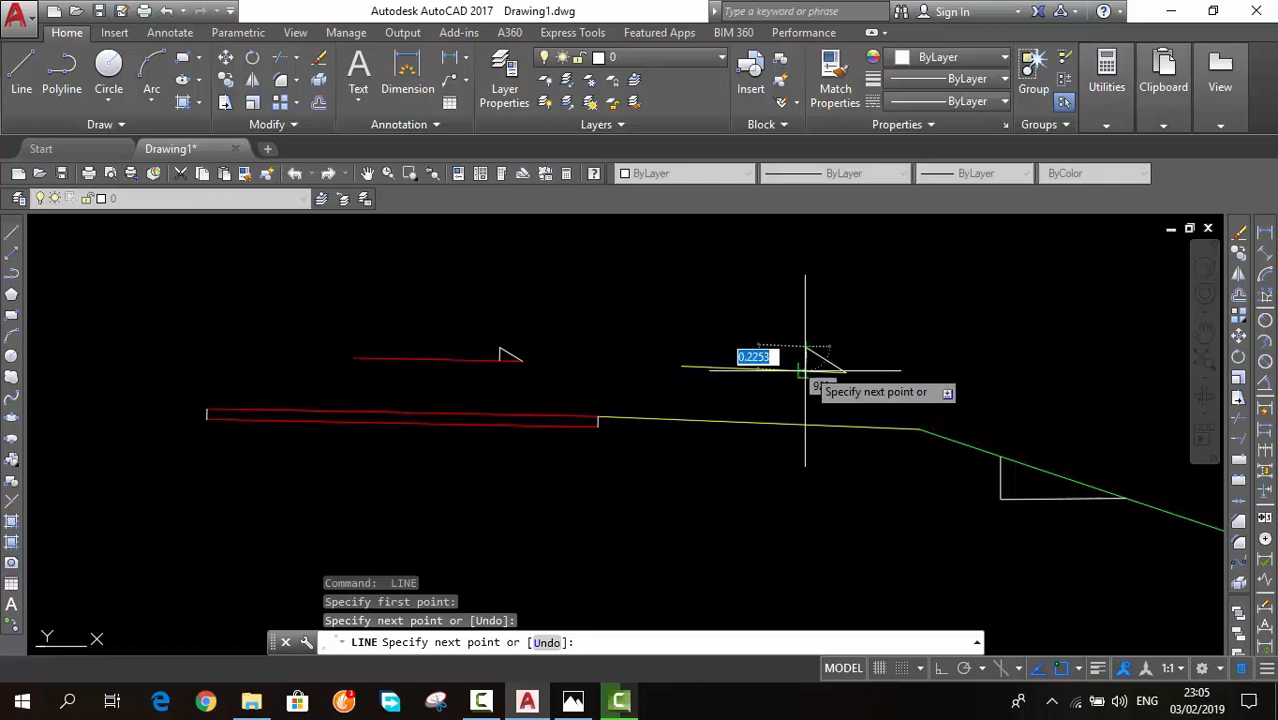 Autodesk AutoCAD 2017 Drawing1.dwg
Type a keyword or phrase
Sign In
Home Insert Annotate Parametric View Manage Output Add-ins A360 Express Tools Featured Apps BIM 360 Performance
Line
Polyline
Circle
Arc
Text
Dimension
Layer
Properties
0
Insert
Match
Properties
ByLayer
ByLayer
ByLayer
Group
Utilities
Clipboard
View
Draw
Modify
Annotation
Layers
Block
Properties
Groups
Start
Drawing1*
ByLayer
ByLayer
ByLayer
ByColor
0
0.2253
Specify next point or
Command: LINE
Specify first point:
Specify next point or [Undo]:
LINE Specify next point or [Undo]:
Y
X
MODEL
1:1
ENG
23:05
03/02/2019